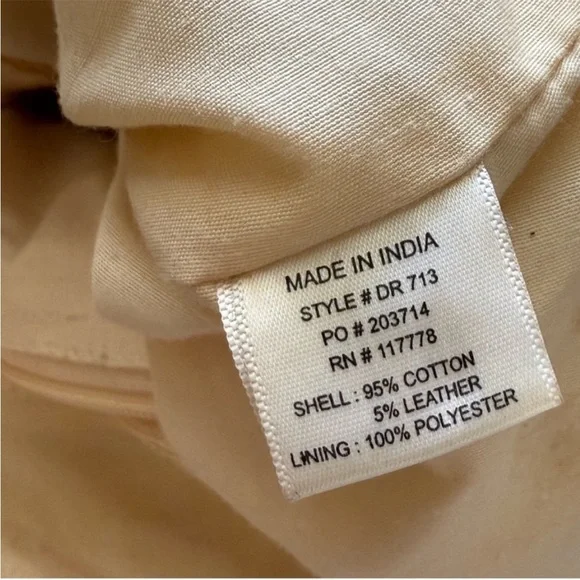 MADE IN INDIA
STYLE # DR 713
PO # 203714
RN # 117778
SHELL : 95% COTTON
5% LEATHER
LINING : 100% POLYESTER